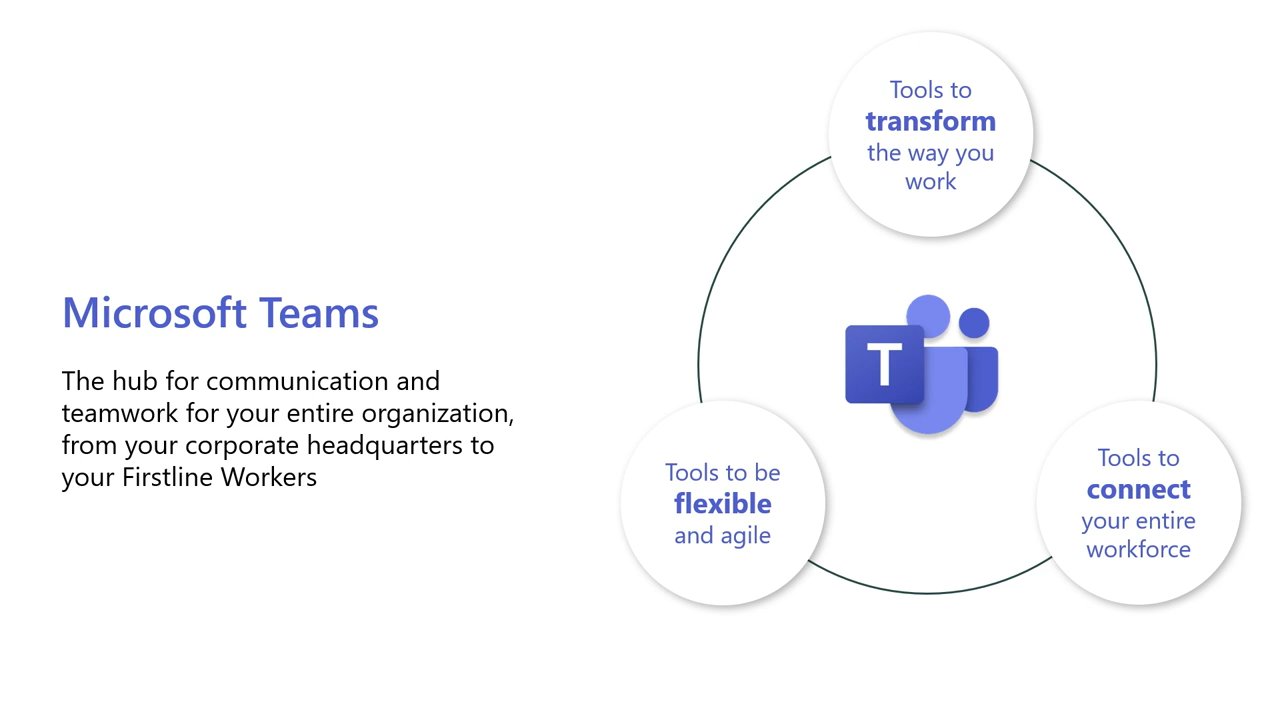 Microsoft Teams
The hub for communication and
teamwork for your entire organization,
from your corporate headquarters to
your Firstline Workers
Tools to
transform
the way you
work
T
Tools to be
flexible
and agile
Tools to
connect
your entire
workforce